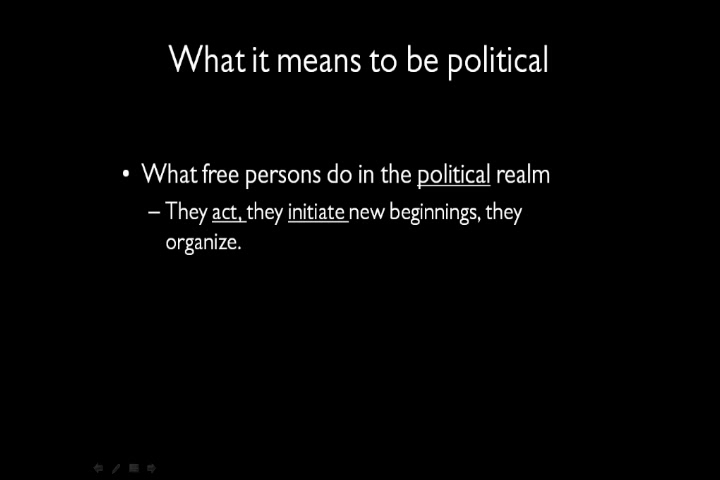 What it means to be political
• What free persons do in the political realm
– They act, they initiate new beginnings, they
organize.